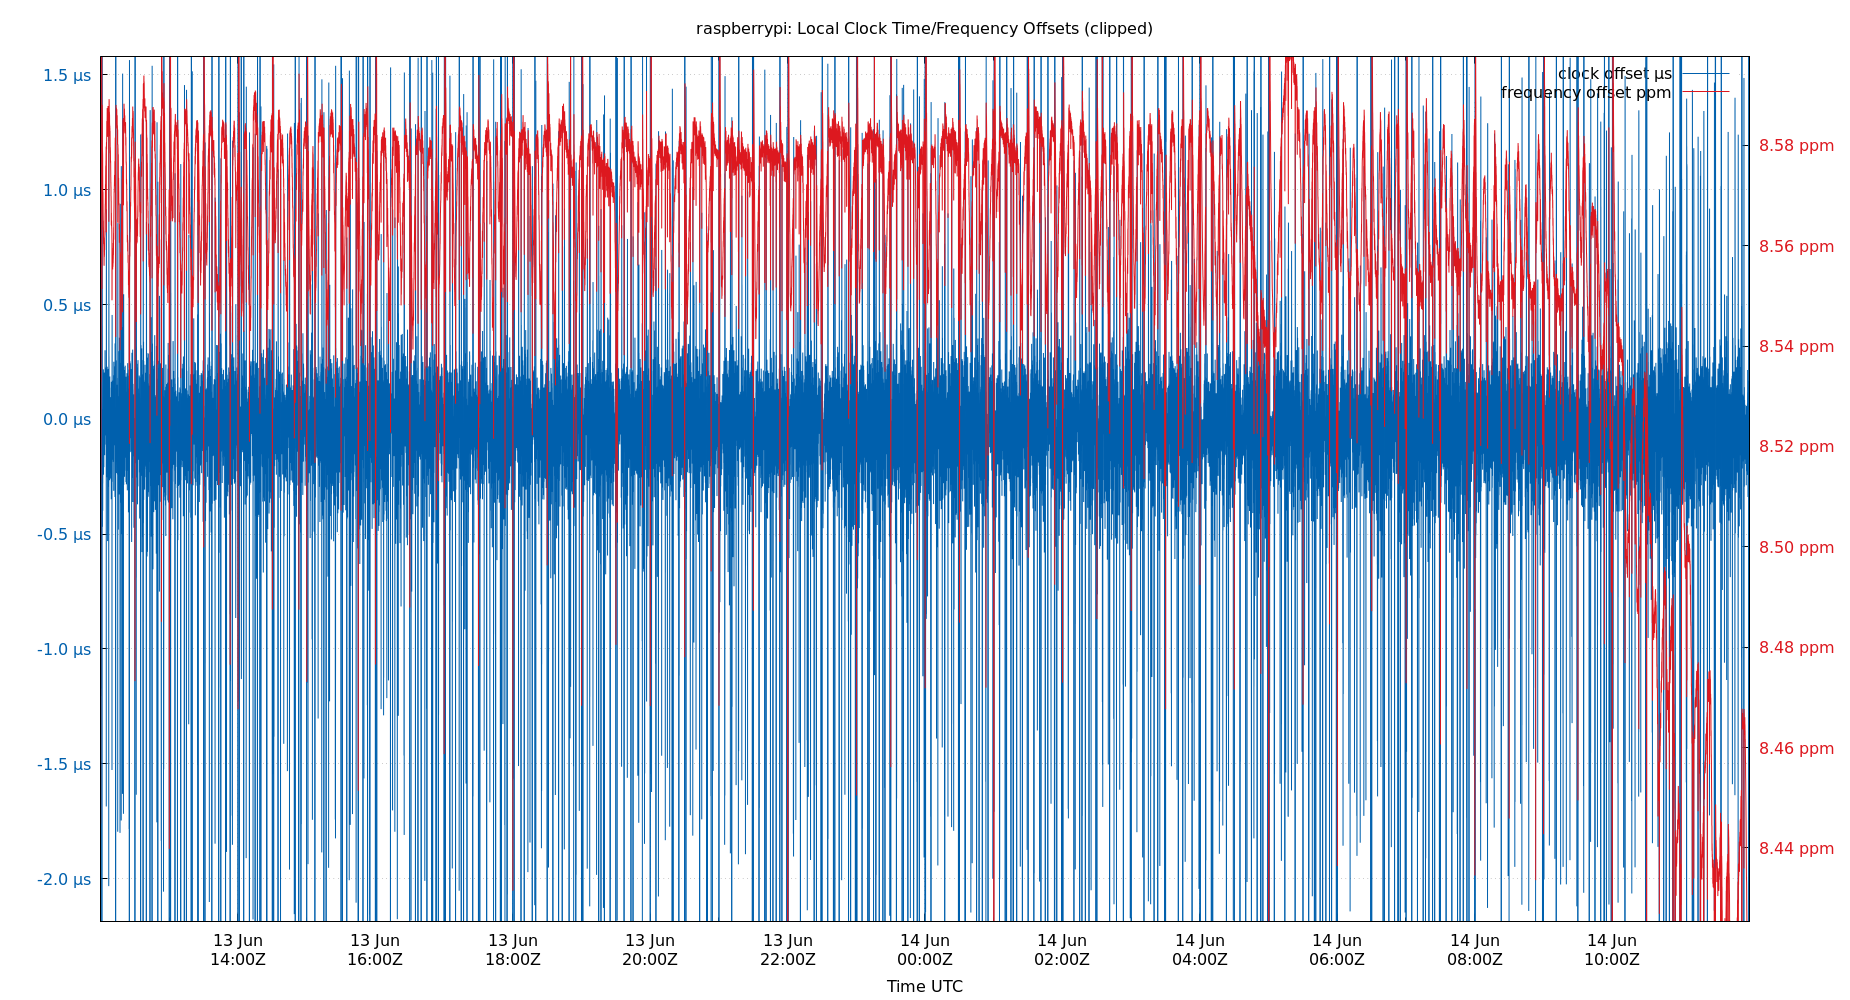 raspberrypi: Local Clock Time/Frequency Offsets (clipped)
clock offset µs
frequency offset ppm
1.5 µs
1.0 µs
0.5 µs
0.0 µs
-0.5 µs
-1.0 µs
-1.5 µs
-2.0 µs
8.58 ppm
8.56 ppm
8.54 ppm
8.52 ppm
8.50 ppm
8.48 ppm
8.46 ppm
8.44 ppm
13 Jun 13 Jun 13 Jun 13 Jun 13 Jun 14 Jun 14 Jun 14 Jun 14 Jun 14 Jun 14 Jun
14:00Z 16:00Z 18:00Z 20:00Z 22:00Z 00:00Z 02:00Z 04:00Z 06:00Z 08:00Z 10:00Z
Time UTC